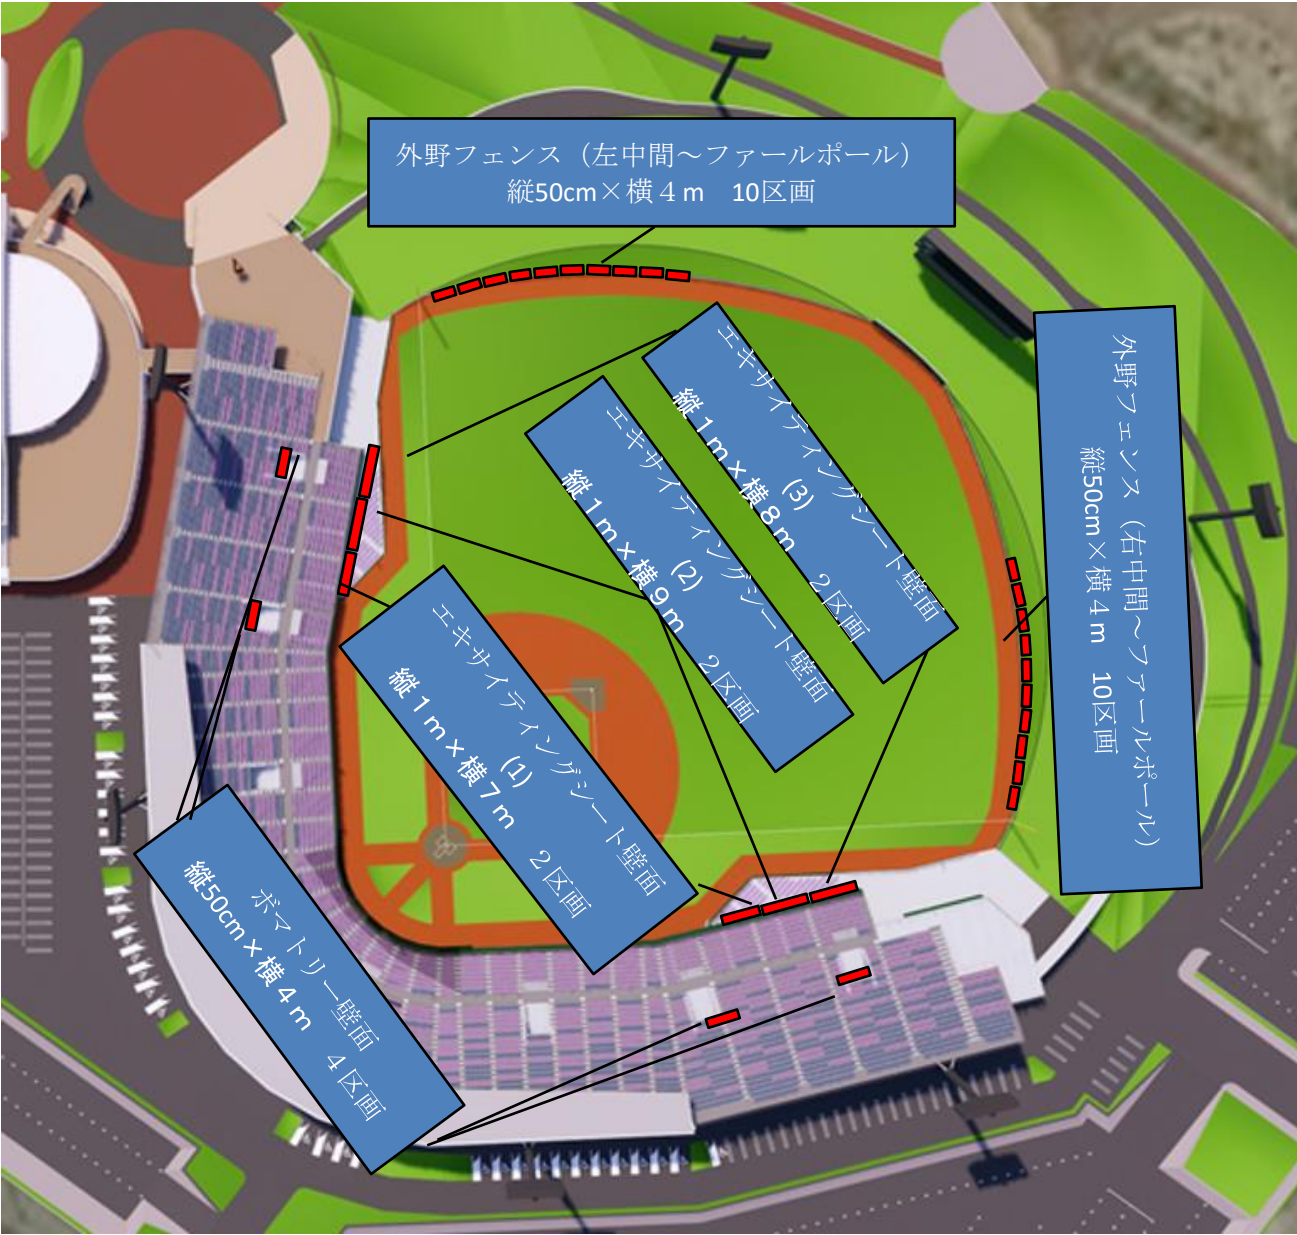 外野フェンス（左中間～ファールポール）
縦50cm×横４ｍ　10区画
エキサイティングシート壁面
(3)
縦１ｍ×横８ｍ　２区画
エキサイティングシート壁面
(2)
縦１ｍ×横９ｍ　２区画
外野フェンス（右中間～ファールポール）
縦50cm×横４ｍ　10区画
エキサイティングシート壁面
(1)
縦１ｍ×横７ｍ　２区画
ボマトリー壁面
縦50cm×横４ｍ　４区画